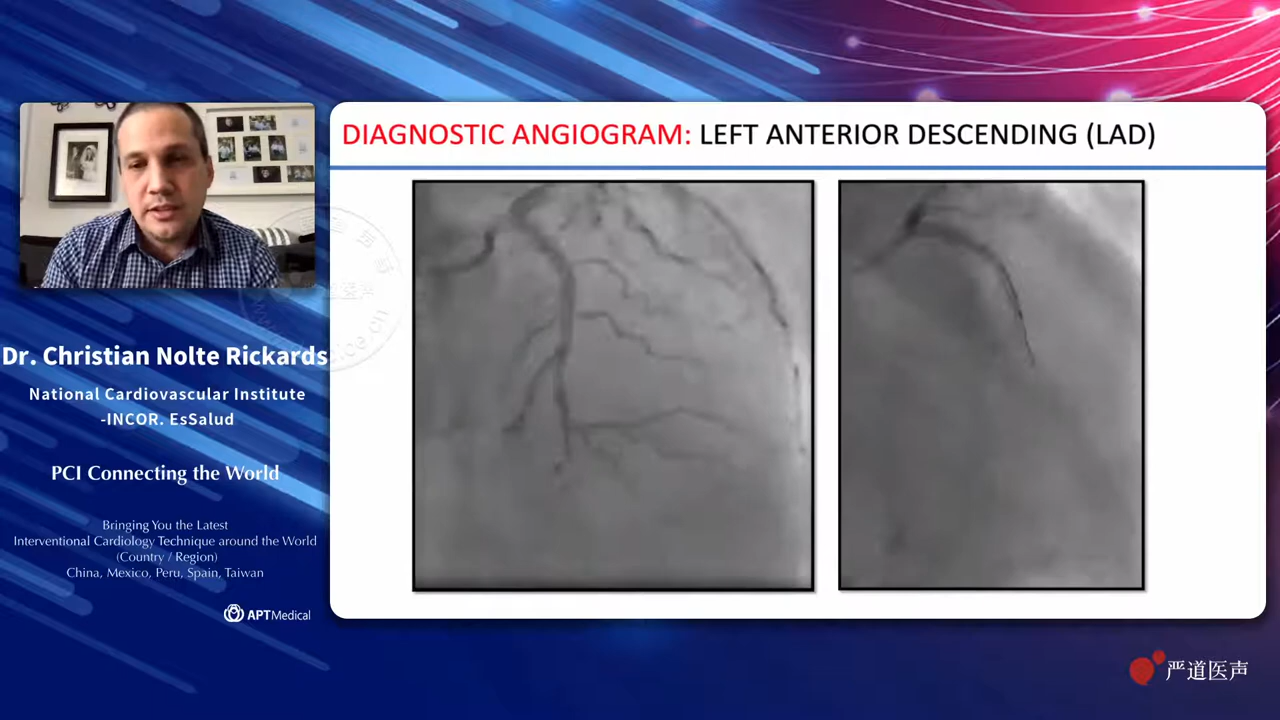 DIAGNOSTIC ANGIOGRAM: LEFT ANTERIOR DESCENDING (LAD)
Dr. Christian Nolte Rickards
National Cardiovascular Institute
-INCOR. EsSalud
PCI Connecting the World
Bringing You the Latest
Interventional Cardiology Technique around the World
(Country / Region)
China, Mexico, Peru, Spain, Taiwan
APTMedical
严道医声